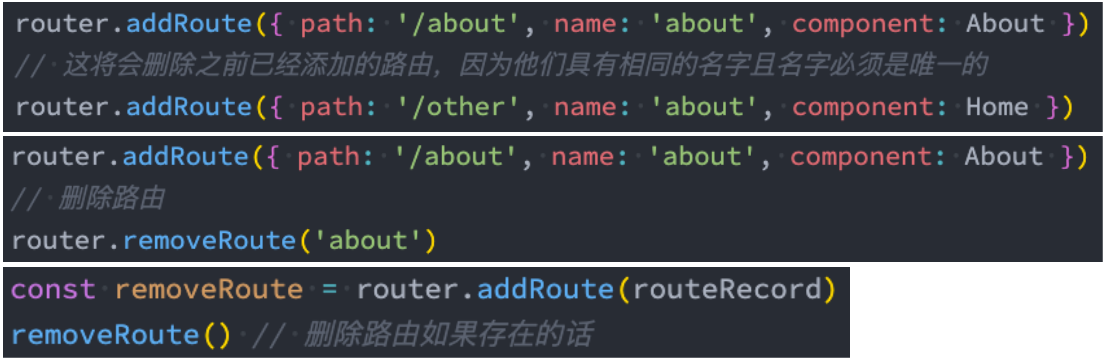 router.addRoute({ path: '/about', name: 'about', component: About })
// 这将会删除之前已经添加的路由，因为他们具有相同的名字且名字必须是唯一的
router.addRoute({ path: '/other', name: 'about', component: Home })
router.addRoute({ path: '/about', name: 'about', component: About })
// 删除路由
router.removeRoute('about')
const removeRoute = router.addRoute(routeRecord)
removeRoute() // 删除路由如果存在的话